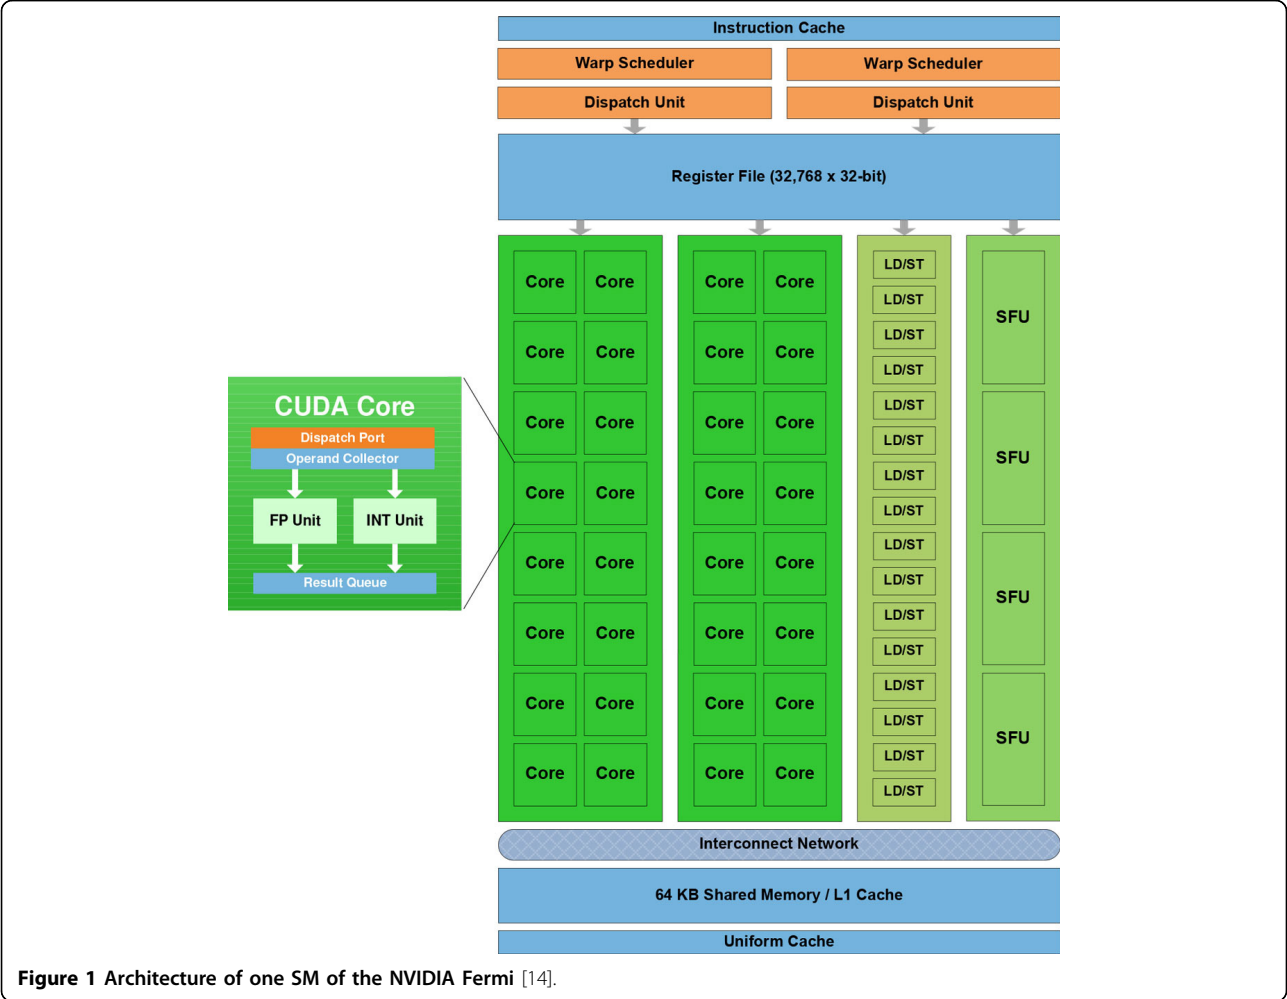 Instruction Cache
Warp Scheduler Warp Scheduler
Dispatch Unit Dispatch Unit
Register File (32,768 x 32-bit)
Core Core Core Core LD/ST SFU
LD/ST
Core Core Core Core LD/ST
LD/ST
CUDA Core
Dispatch Port
Operand Collector
FP Unit INT Unit
Result Queue
Core Core Core Core LD/ST SFU
LD/ST
Core Core Core Core LD/ST
LD/ST
Core Core Core Core LD/ST SFU
LD/ST
Core Core Core Core LD/ST
LD/ST
Core Core Core Core LD/ST SFU
LD/ST
Core Core Core Core LD/ST
LD/ST
Interconnect Network
64 KB Shared Memory / L1 Cache
Uniform Cache
Figure 1 Architecture of one SM of the NVIDIA Fermi [14].